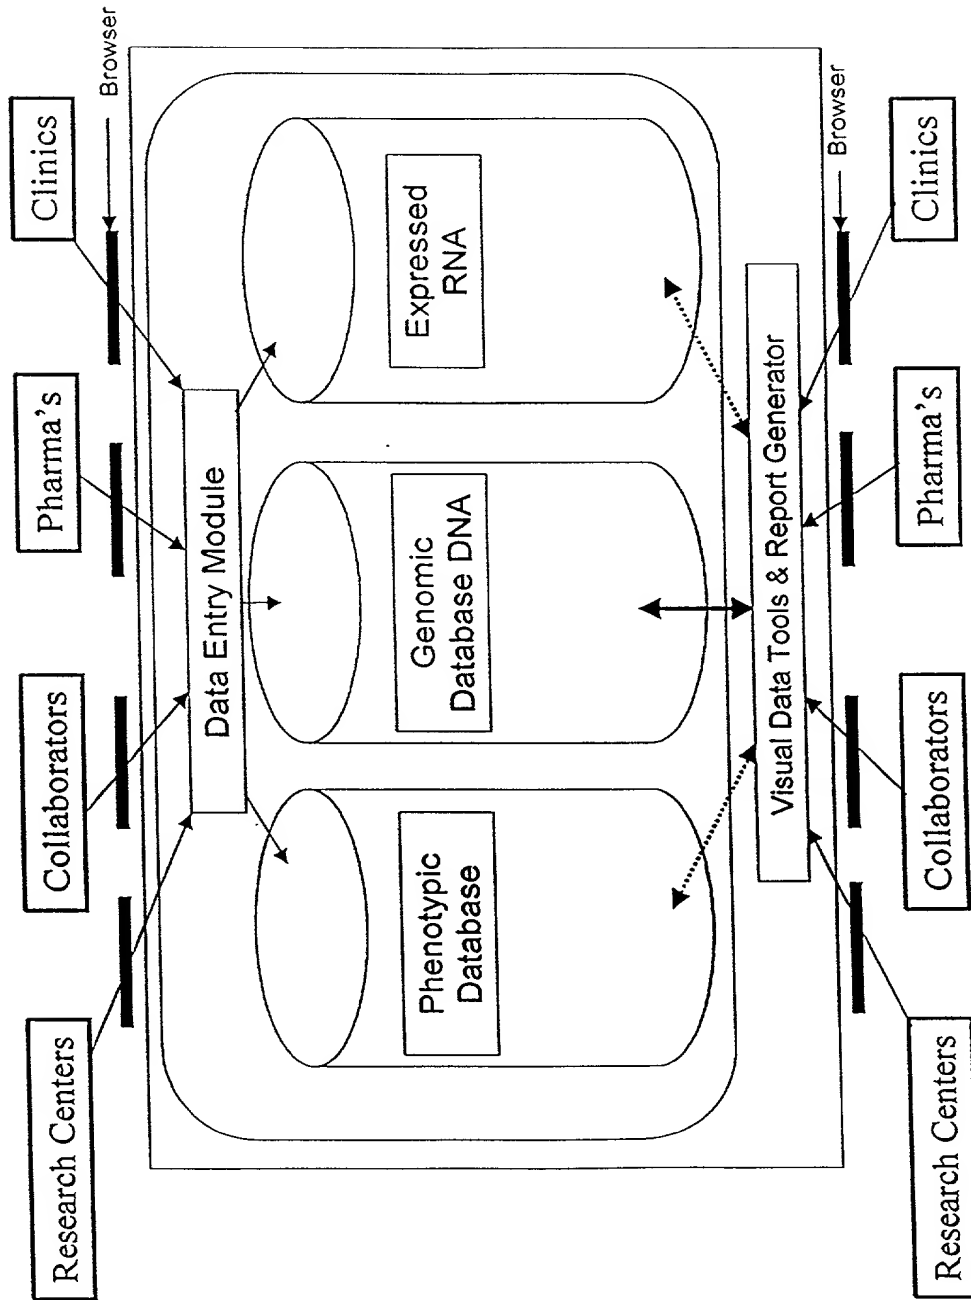 Research Centers
Collaborators
Pharma's
Clinics
Browser
Data Entry Module
Phenotypic
Database
Genomic
Database DNA
Expressed
RNA
Visual Data Tools & Report Generator
Browser
Research Centers
Collaborators
Pharma's
Clinics